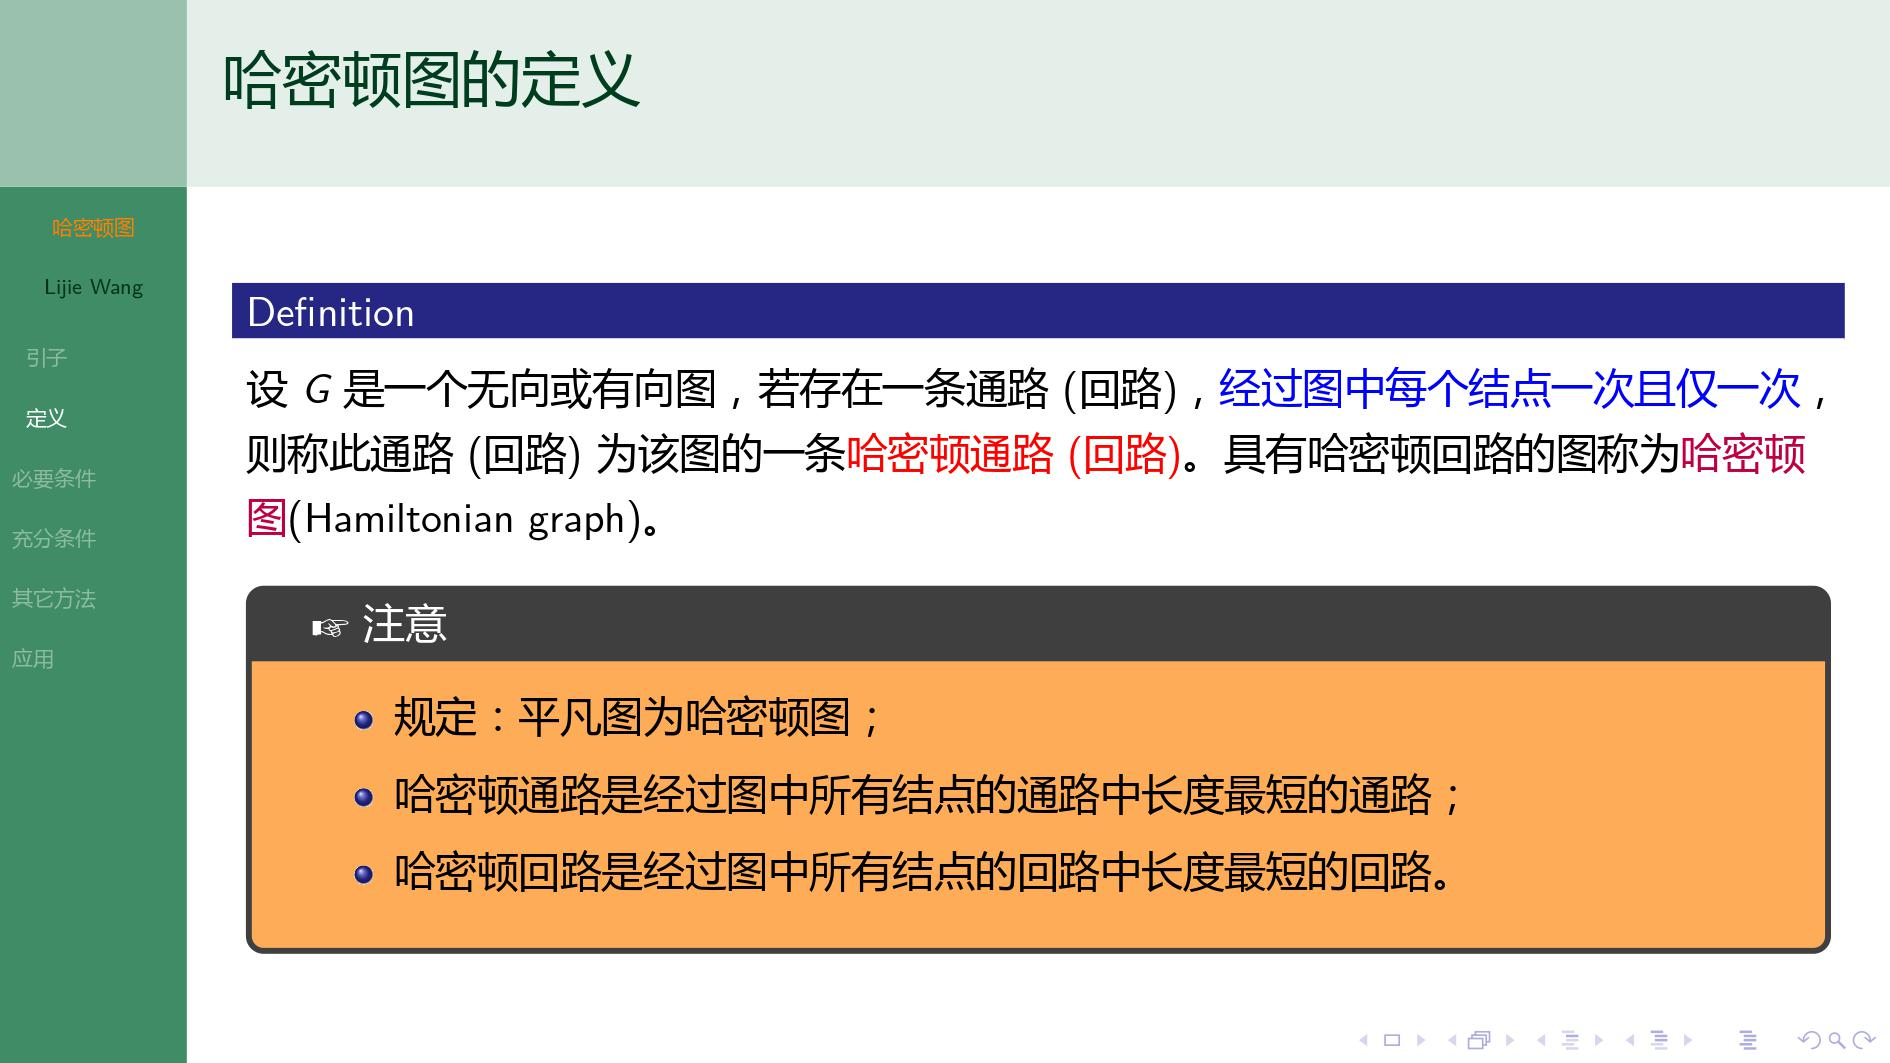 哈密顿图的定义
哈密顿图
Lijie Wang
引子
定义
必要条件
充分条件
其它方法
应用
Definition
设 G 是一个无向或有向图，若存在一条通路 (回路)，经过图中每个结点一次且仅一次，
则称此通路 (回路) 为该图的一条哈密顿通路 (回路)。具有哈密顿回路的图称为哈密顿
图(Hamiltonian graph)。
☞ 注意
规定：平凡图为哈密顿图；
哈密顿通路是经过图中所有结点的通路中长度最短的通路；
哈密顿回路是经过图中所有结点的回路中长度最短的回路。